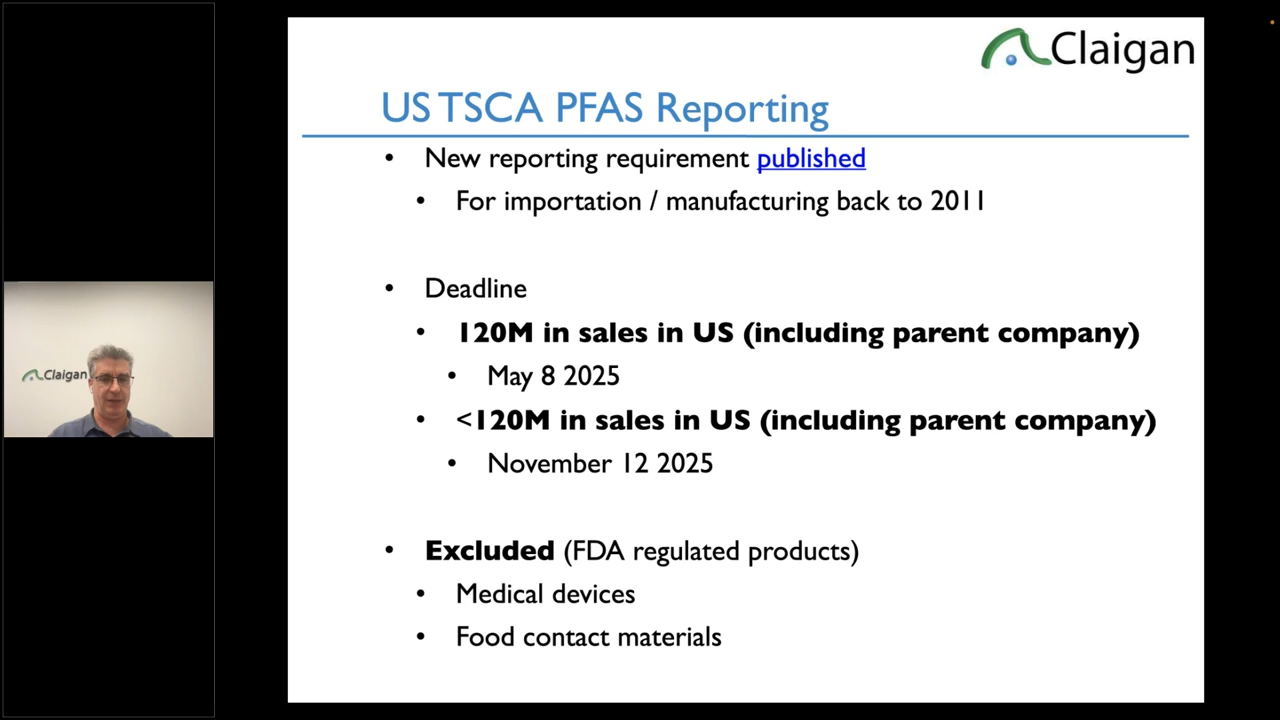 Claigan
US TSCA PFAS Reporting
• New reporting requirement published
• For importation / manufacturing back to 2011
• Deadline
• 120M in sales in US (including parent company)
• May 8 2025
• <120M in sales in US (including parent company)
• November 12 2025
• Excluded (FDA regulated products)
• Medical devices
• Food contact materials
Claigan